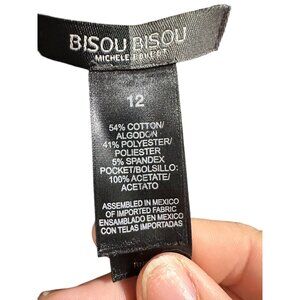 BISOU BISOU
MICHELE BOHBOT
12
54% COTTON/
ALGODON
41% POLYESTER/
POLIESTER
5% SPANDEX
POCKET/BOLSILLO:
100% ACETATE/
ACETATO
ASSEMBLED IN MEXICO
OF IMPORTED FABRIC
ENSAMBLADO EN MEXICO
CON TELAS IMPORTADAS